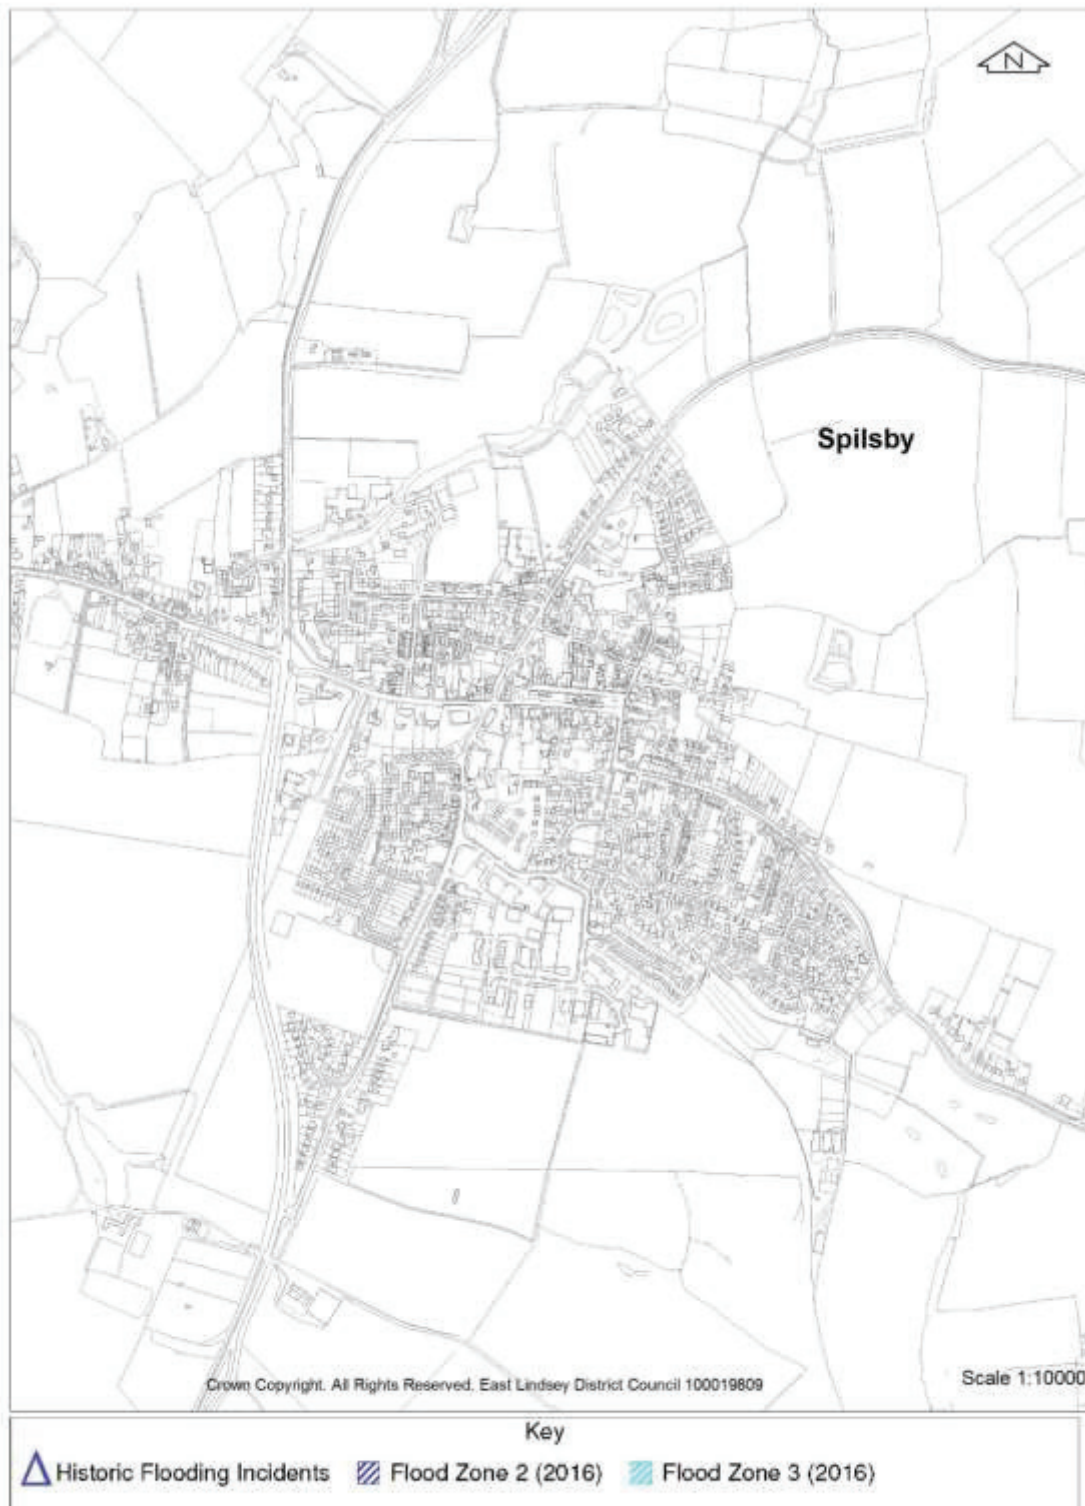 N
Spilsby
Crown Copyright. All Rights Reserved. East Lindsey District Council 100019809
Scale 1:10000
Key
Historic Flooding Incidents Flood Zone 2 (2016) Flood Zone 3 (2016)